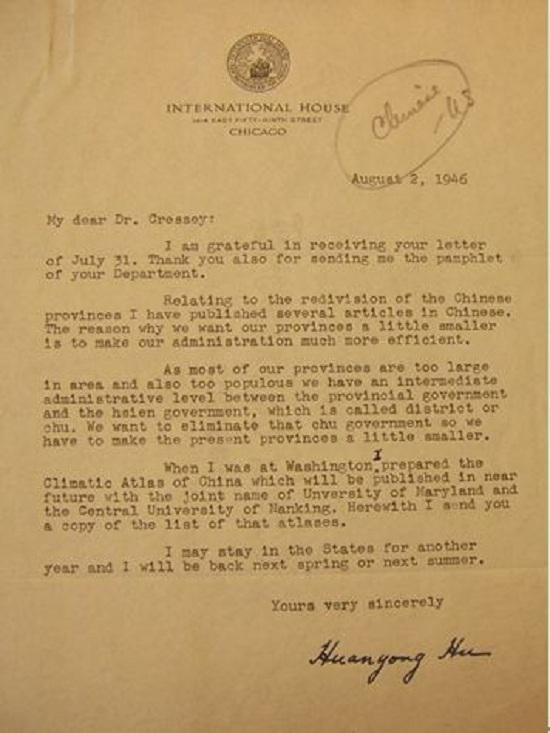 INTERNATIONAL HOUSE
1414 EAST FIFTY-NINTH STREET
CHICAGO
Chinese
-US
August 2, 1946
My dear Dr. Cressey:
I am grateful in receiving your letter
of July 31. Thank you also for sending me the pamphlet
of your Department.
Relating to the redivision of the Chinese
provinces I have published several articles in Chinese.
The reason why we want our provinces a little smaller
is to make our administration much more efficient.
As most of our provinces are too large
in area and also too populous we have an intermediate
administrative level between the provincial government
and the hsien government, which is called district or
chu. We want to eliminate that chu government so we
have to make the present provinces a little smaller.
When I was at Washington, I prepared the
Climatic Atlas of China which will be published in near
future with the joint name of Unversity of Maryland and
the Central University of Nanking. Herewith I send you
a copy of the list of that atlases.
I may stay in the States for another
year and I will be back next spring or next summer.
Yours very sincerely
Huanyong Hu